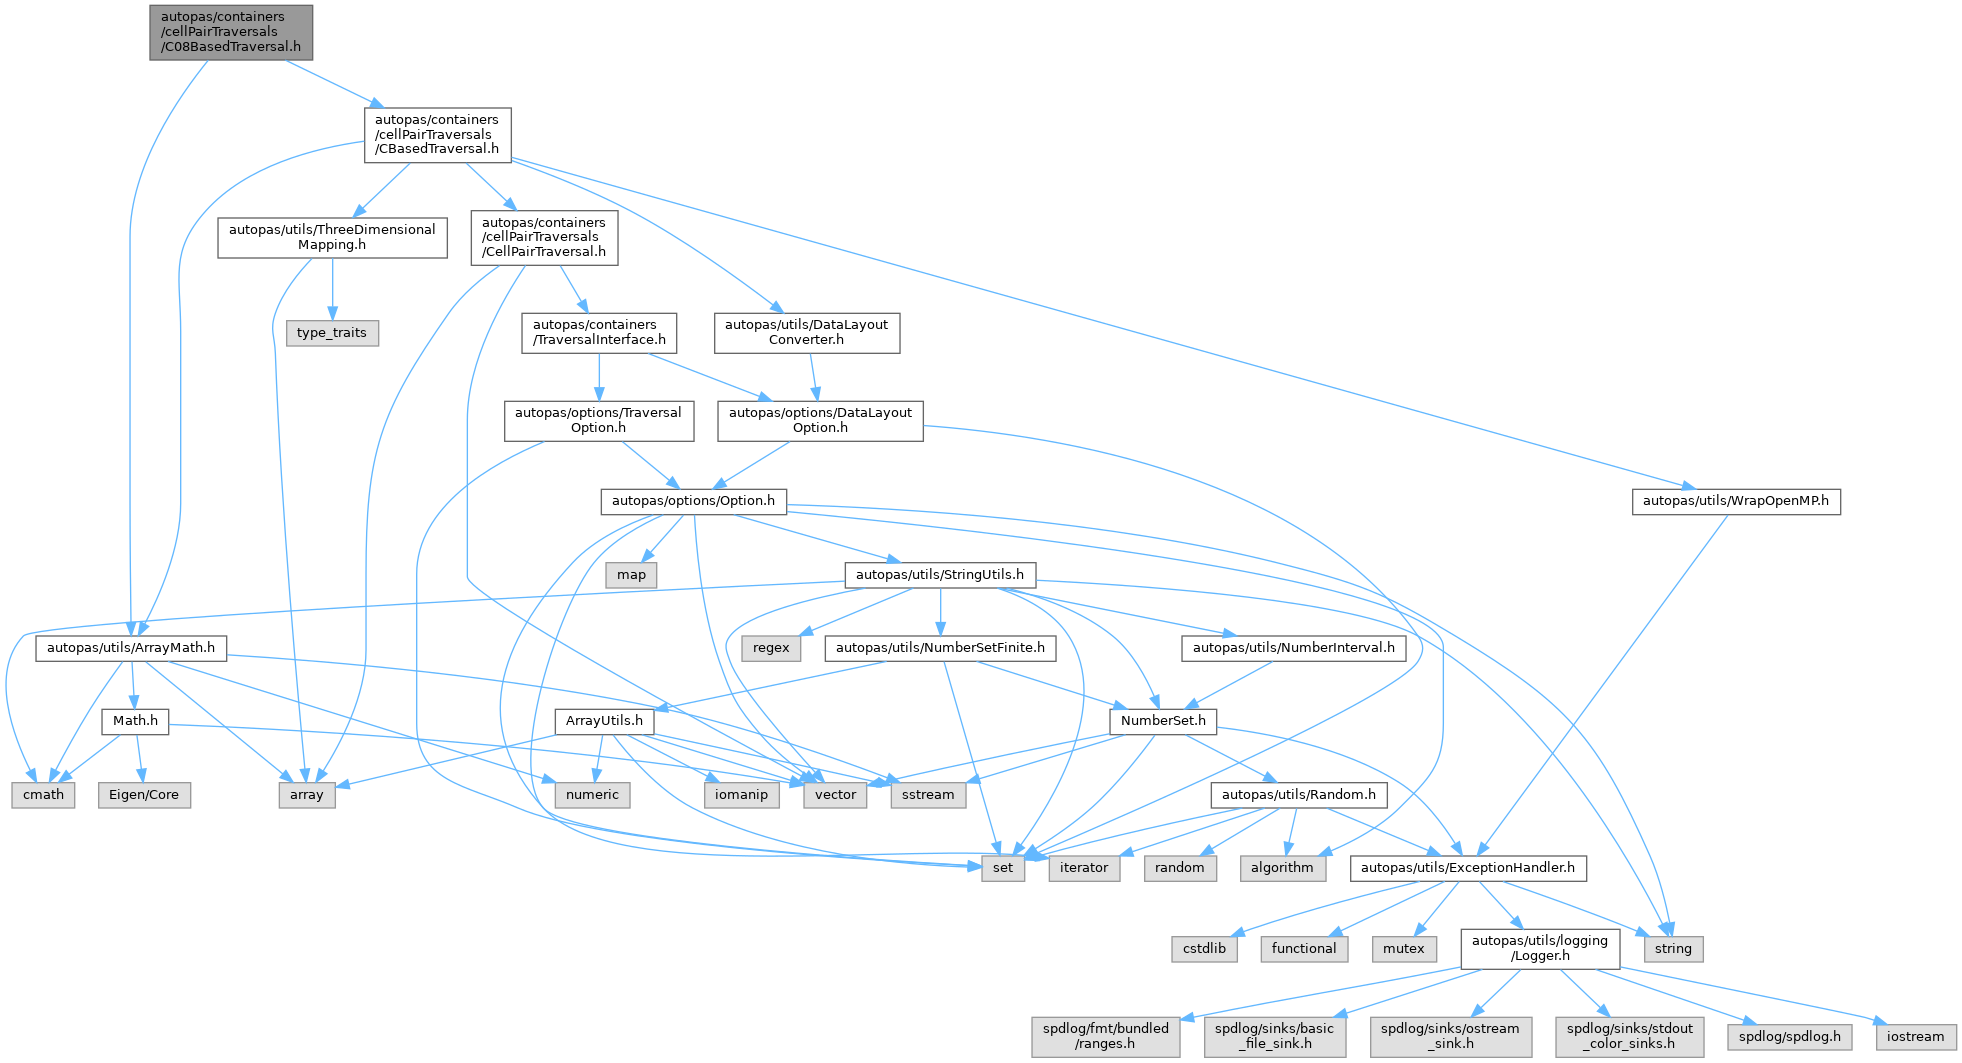 autopas/containers
/cellPairTraversals
/C08BasedTraversal.h
autopas/containers
/cellPairTraversals
/CBasedTraversal.h
autopas/utils/ThreeDimensional
Mapping.h
autopas/containers
/cellPairTraversals
/CellPairTraversal.h
type_traits
autopas/containers
/TraversalInterface.h
autopas/utils/DataLayout
Converter.h
autopas/options/Traversal
Option.h
autopas/options/DataLayout
Option.h
autopas/options/Option.h
autopas/utils/WrapOpenMP.h
map
autopas/utils/StringUtils.h
autopas/utils/ArrayMath.h
regex
autopas/utils/NumberSetFinite.h
autopas/utils/NumberInterval.h
Math.h
ArrayUtils.h
NumberSet.h
cmath
Eigen/Core
array
numeric
iomanip
vector
sstream
autopas/utils/Random.h
set
iterator
random
algorithm
autopas/utils/ExceptionHandler.h
cstdlib
functional
mutex
autopas/utils/logging
/Logger.h
string
spdlog/fmt/bundled
/ranges.h
spdlog/sinks/basic
_file_sink.h
spdlog/sinks/ostream
_sink.h
spdlog/sinks/stdout
_color_sinks.h
spdlog/spdlog.h
iostream